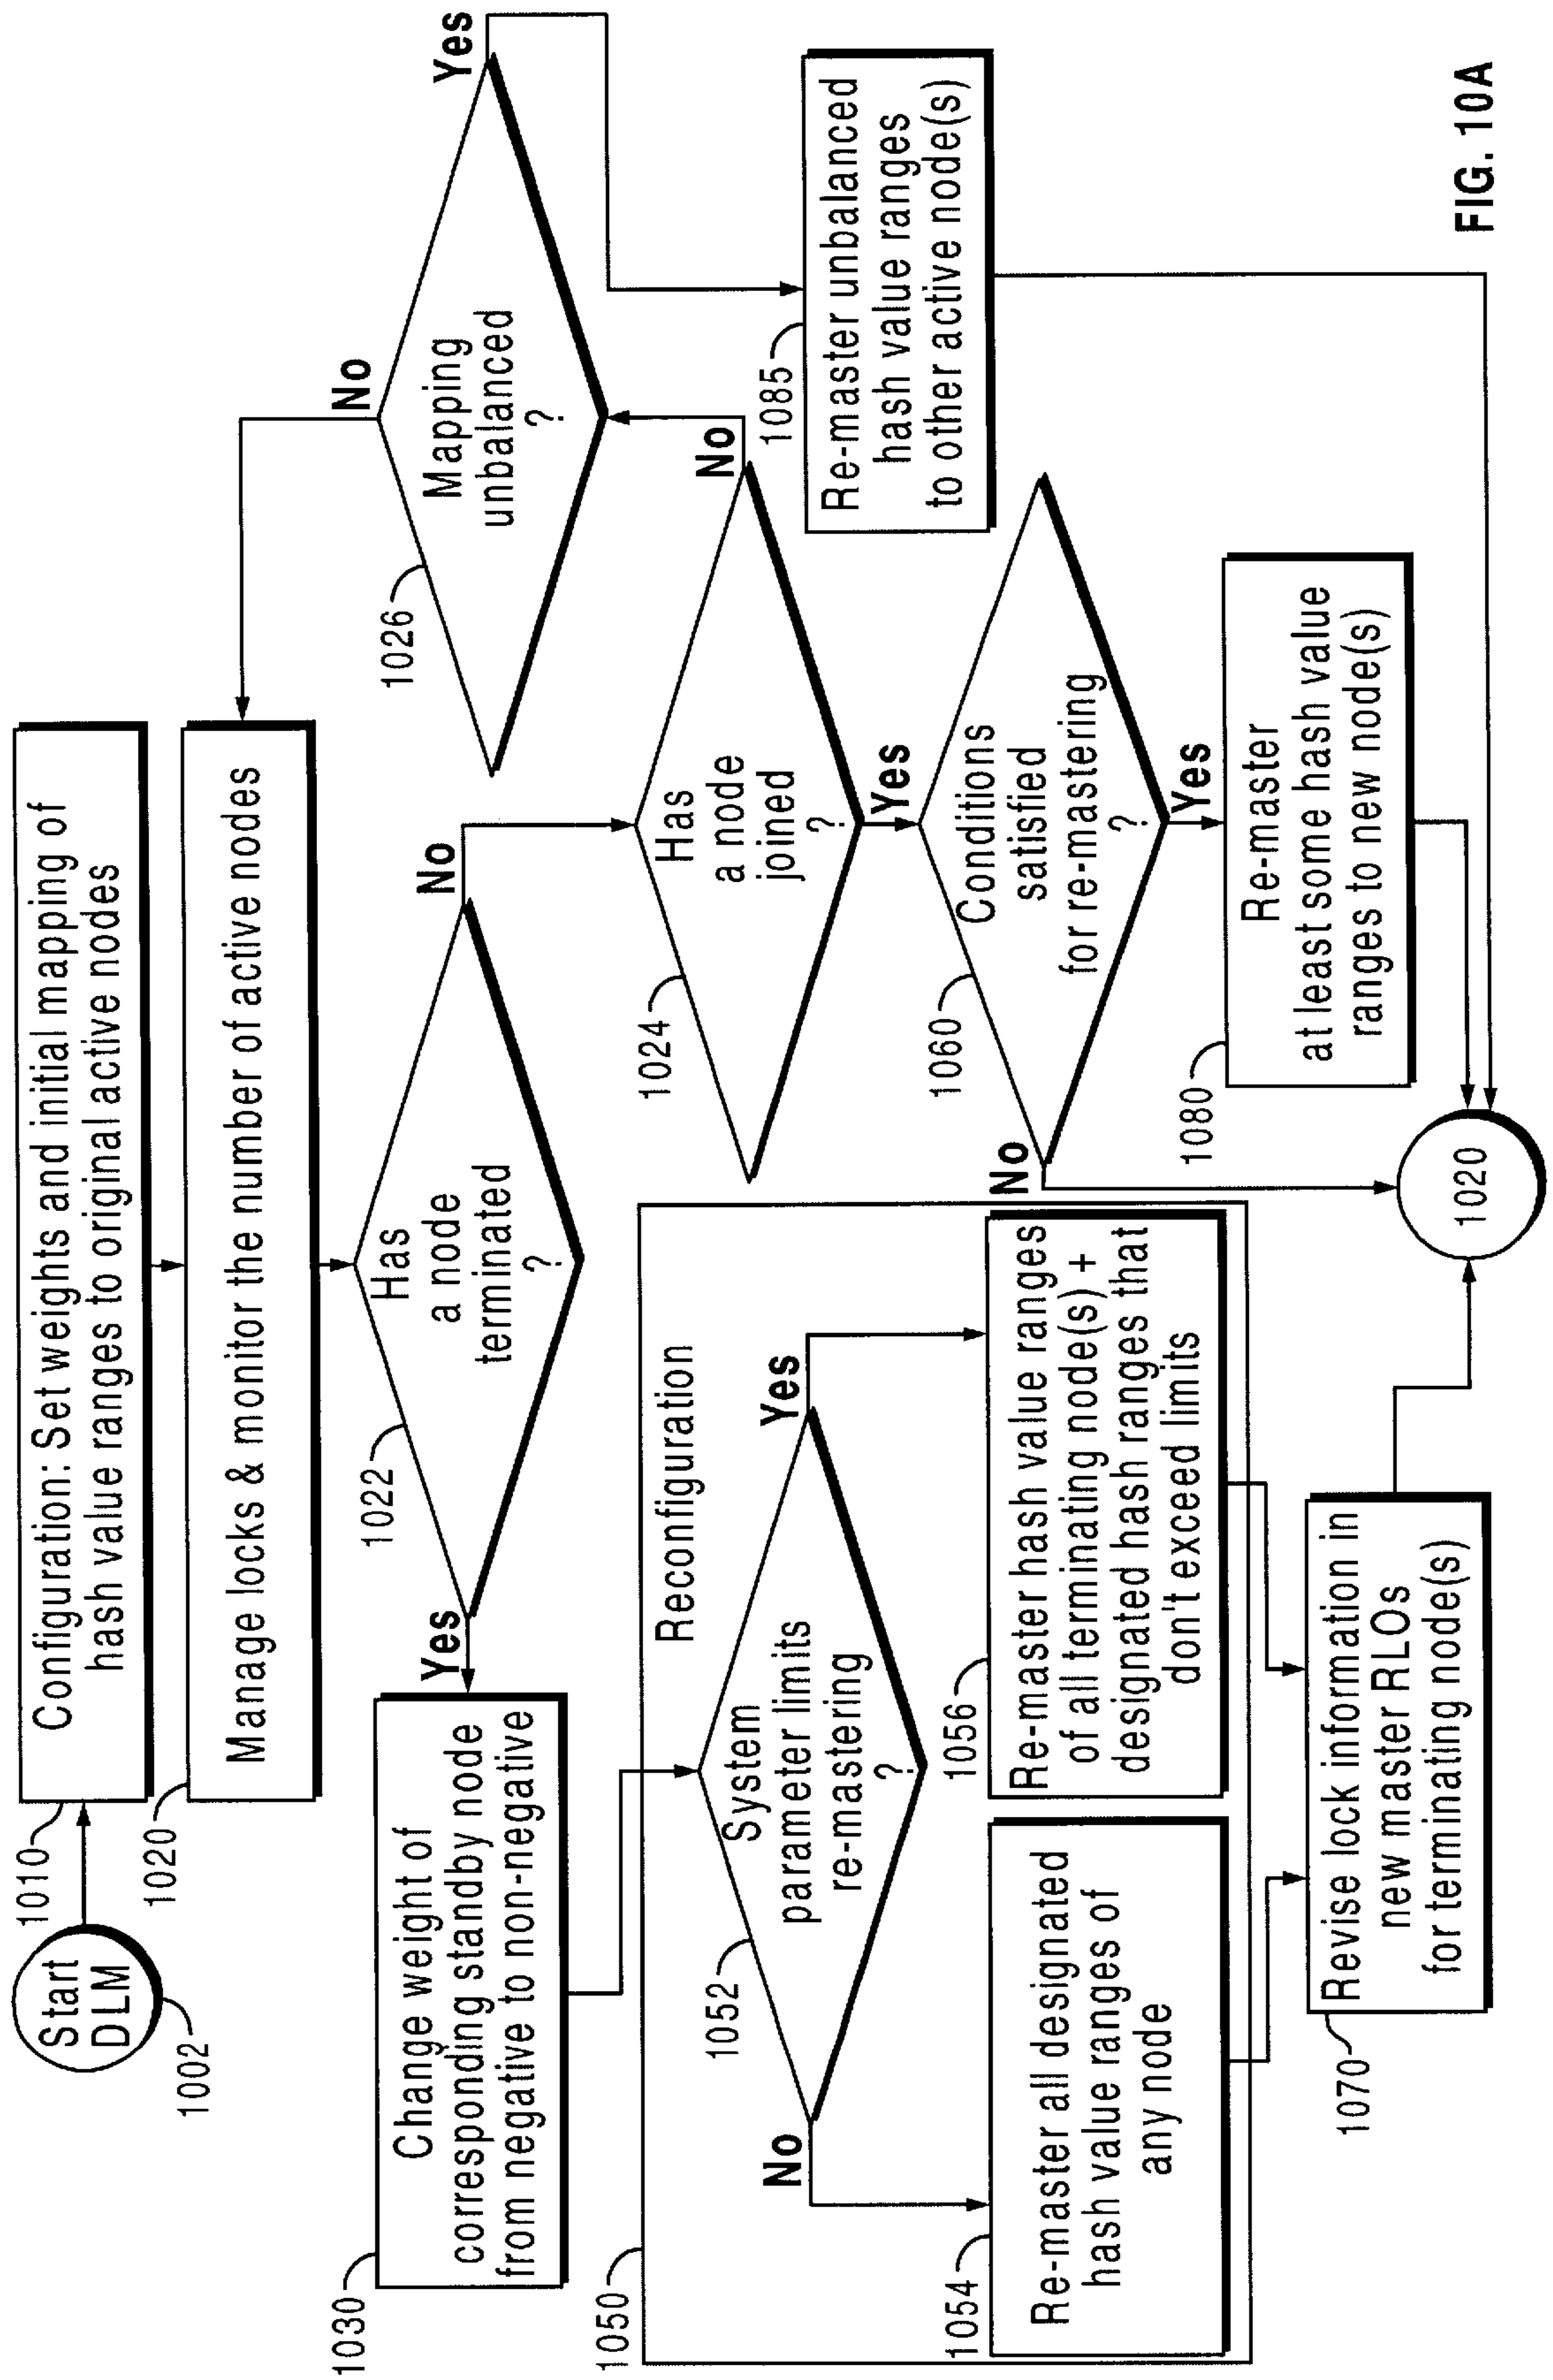 Start
DLM
1002
1010
Configuration: Set weights and initial mapping of
hash value ranges to original active nodes
1020
Manage locks & monitor the number of active nodes
1022
Has
a node
terminated
?
Yes
No
1030
Change weight of
corresponding standby node
from negative to non-negative
1050
Reconfiguration
1052
System
parameter limits
re-mastering
?
No
Yes
1054
Re-master all designated
hash value ranges of
any node
1056
Re-master hash value ranges
of all terminating node(s) +
designated hash ranges that
don't exceed limits
1070
Revise lock information in
new master RLOs
for terminating node(s)
1024
Has
a node
joined
?
No
Yes
1026
Mapping
unbalanced
?
No
Yes
1060
Conditions
satisfied
for re-mastering
?
No
Yes
1080
Re-master
at least some hash value
ranges to new node(s)
1085
Re-master unbalanced
hash value ranges
to other active node(s)
1020
FIG. 10A